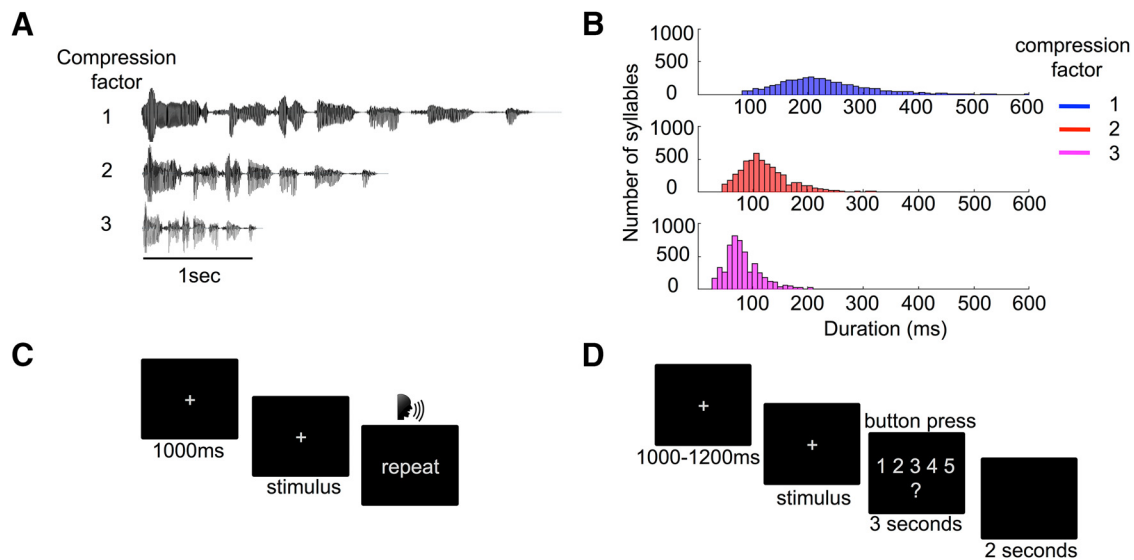 A
Compression
factor
1
2
3
1sec
B
Number of syllables
1000
500
0
100 200 300 400 500 600
1000
500
0
100 200 300 400 500 600
1000
500
0
100 200 300 400 500 600
Duration (ms)
compression
factor
1
2
3
C
+
1000ms
+
stimulus
repeat
D
+
1000-1200ms
+
stimulus
button press
1 2 3 4 5
?
3 seconds
2 seconds